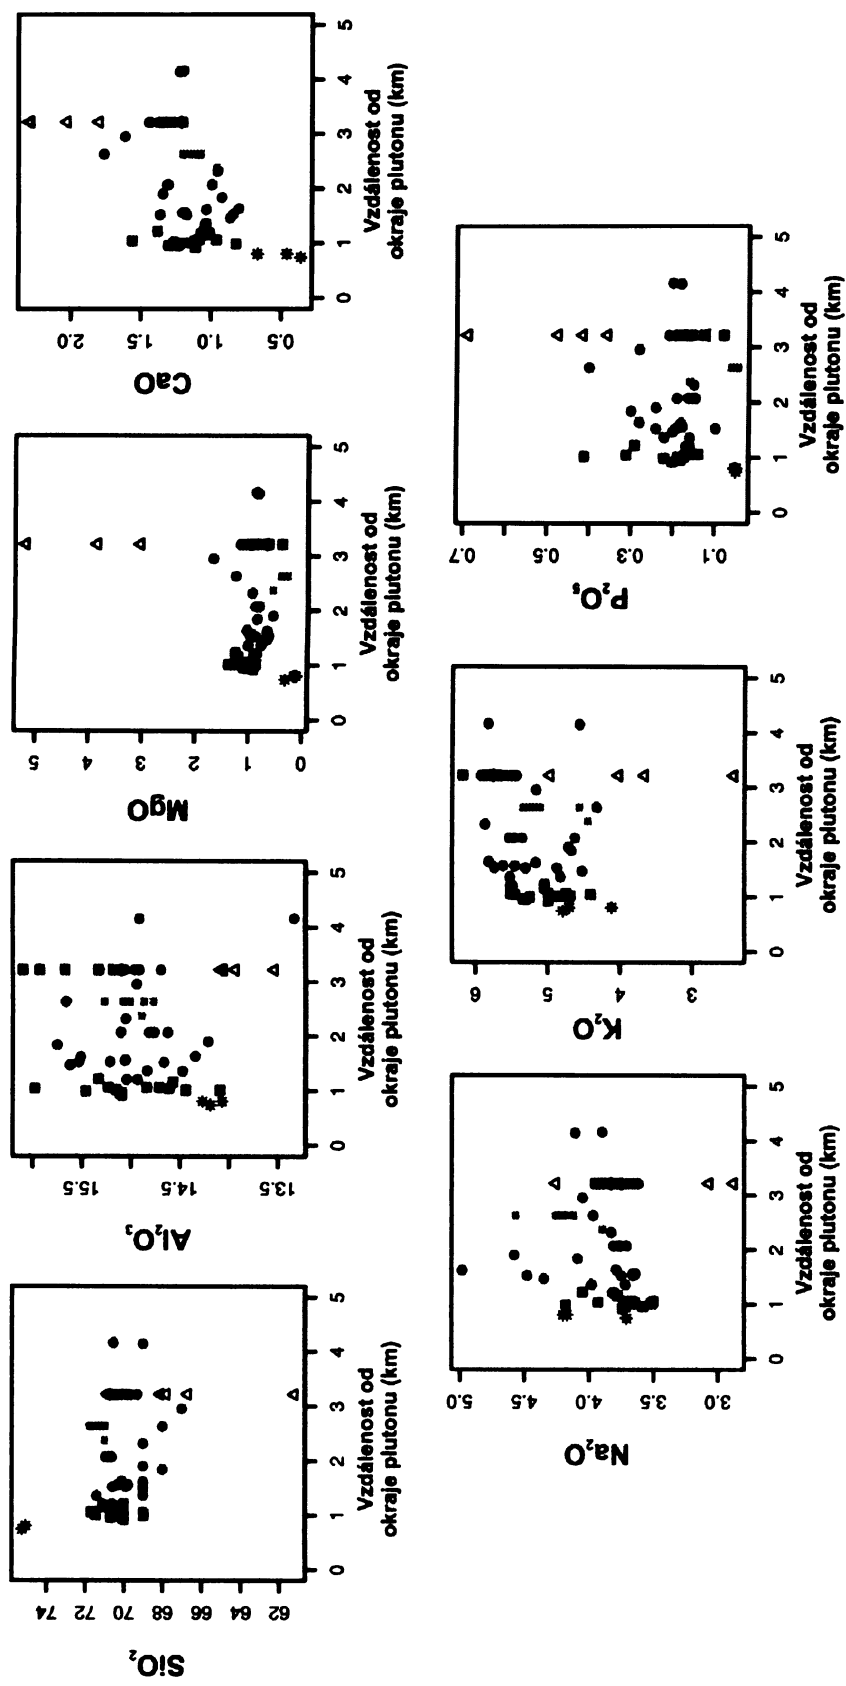 SiO₂
74
72
70
68
66
64
62
0 1 2 3 4 5
Vzdálenost od
okraje plutonu (km)
Al₂O₃
15.5
14.5
13.5
0 1 2 3 4 5
Vzdálenost od
okraje plutonu (km)
MgO
5
4
3
2
1
0
0 1 2 3 4 5
Vzdálenost od
okraje plutonu (km)
CaO
2.0
1.5
1.0
0.5
0 1 2 3 4 5
Vzdálenost od
okraje plutonu (km)
Na₂O
5.0
4.5
4.0
3.5
3.0
0 1 2 3 4 5
Vzdálenost od
okraje plutonu (km)
K₂O
6
5
4
3
0 1 2 3 4 5
Vzdálenost od
okraje plutonu (km)
P₂O₅
0.7
0.5
0.3
0.1
0 1 2 3 4 5
Vzdálenost od
okraje plutonu (km)